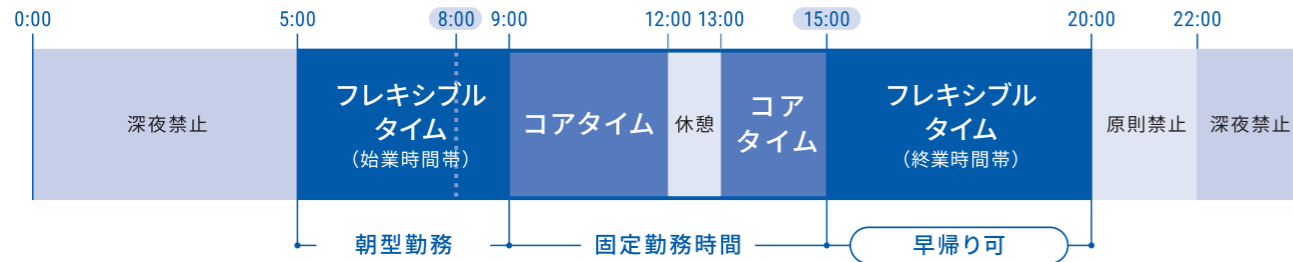 0:00 5:00 8:00 9:00 12:00 13:00 15:00 20:00 22:00
深夜禁止
フレキシブル
タイム
（始業時間帯）
コアタイム
休憩
コア
タイム
フレキシブル
タイム
（終業時間帯）
原則禁止
深夜禁止
朝型勤務
固定勤務時間
早帰り可